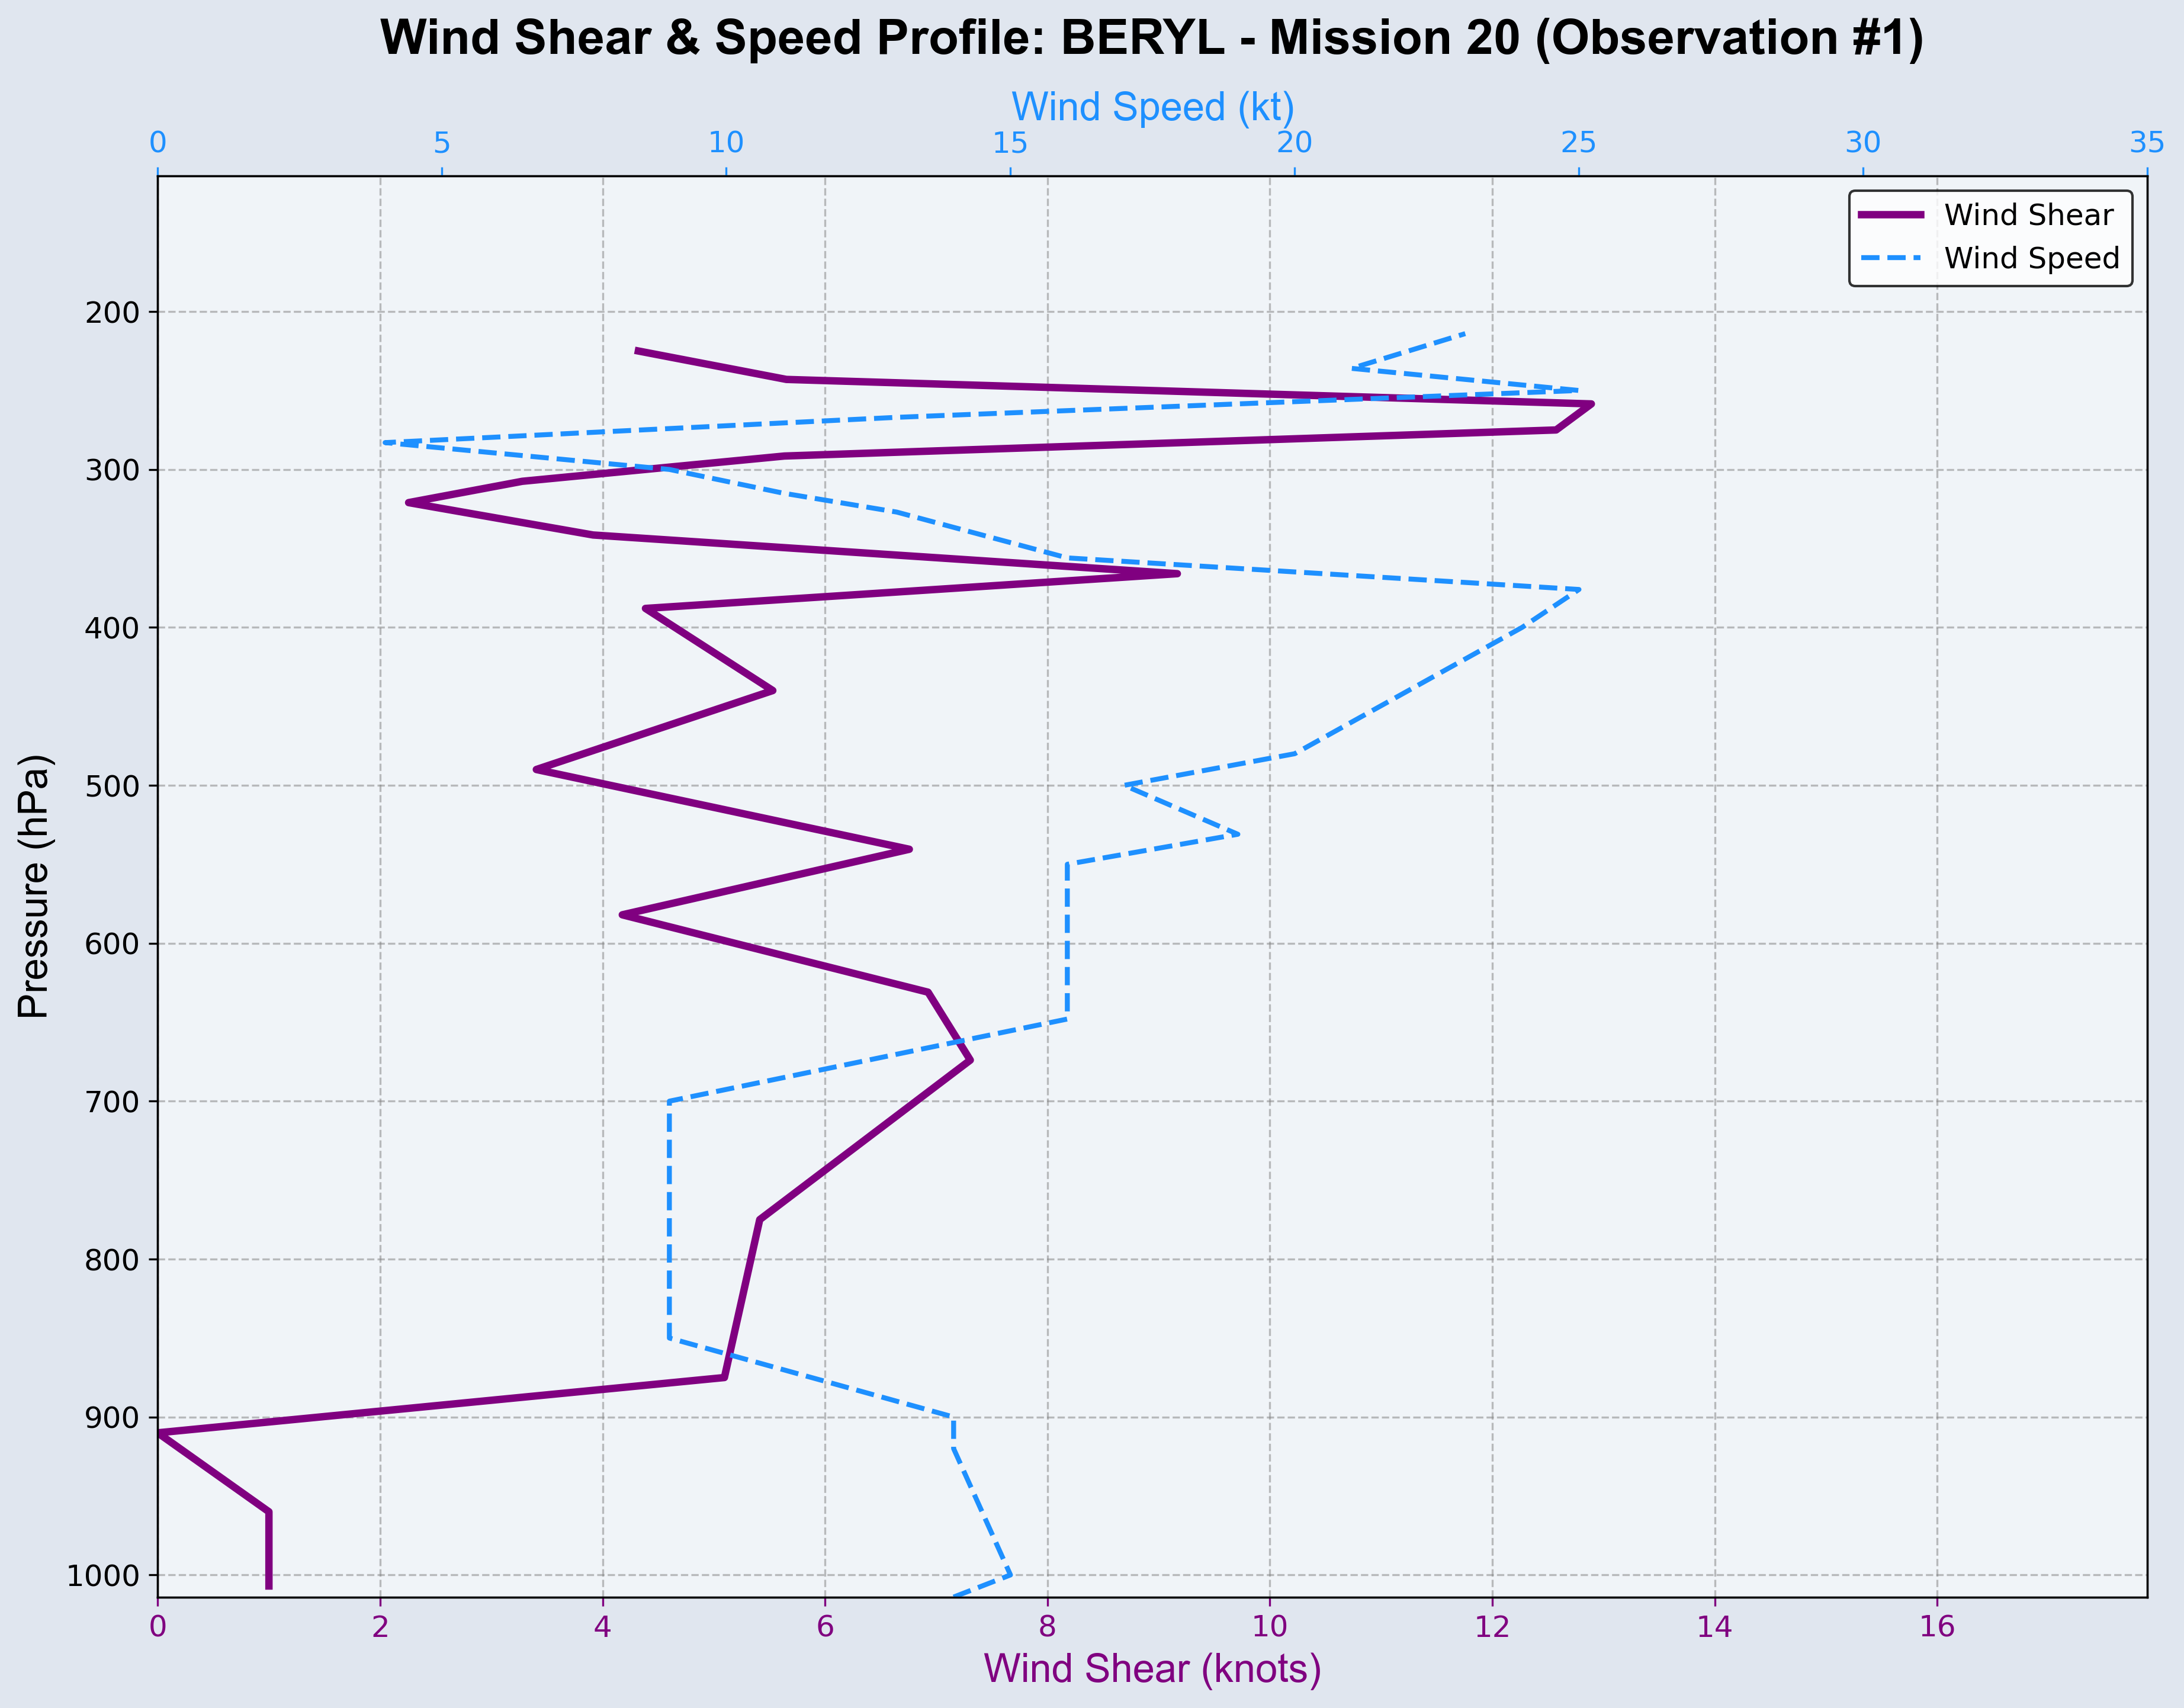 Wind Shear & Speed Profile: BERYL - Mission 20 (Observation #1)
Wind Speed (kt)
0 5 10 15 20 25 30 35
Wind Shear
Wind Speed
Pressure (hPa)
200
300
400
500
600
700
800
900
1000
0 2 4 6 8 10 12 14 16
Wind Shear (knots)